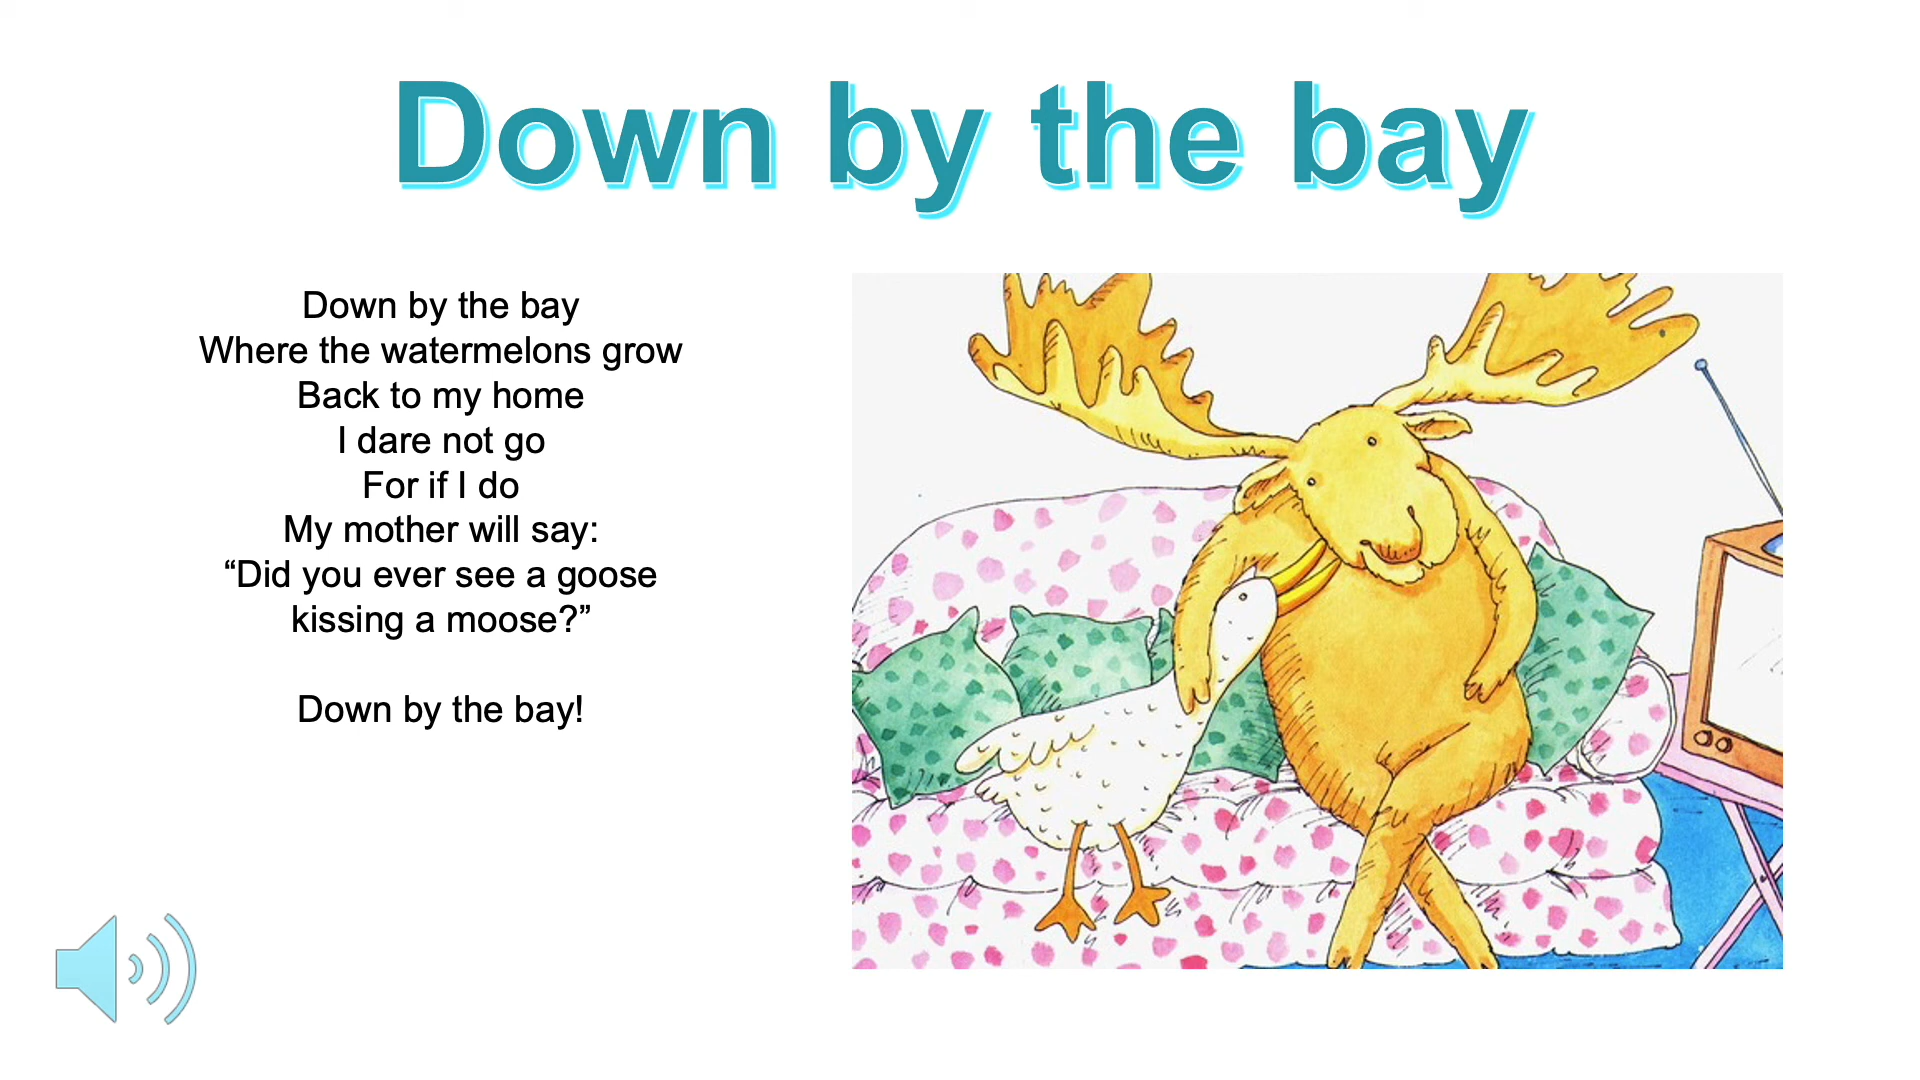 Down by the bay
Down by the bay
Where the watermelons grow
Back to my home
I dare not go
For if I do
My mother will say:
“Did you ever see a goose
kissing a moose?”
Down by the bay!